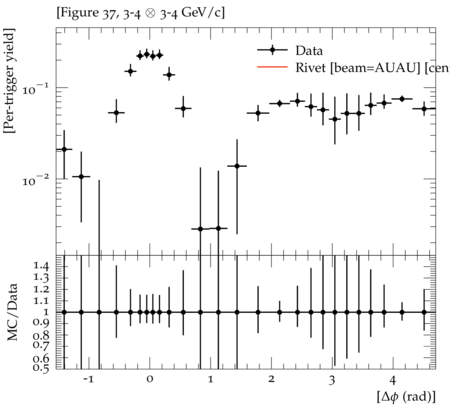 [Figure 37, 3-4 ⊗ 3-4 GeV/c]
[Per-trigger yield]
Data
Rivet [beam=AUAU] [cen
10⁻¹
10⁻²
MC/Data
1.4
1.3
1.2
1.1
1
0.9
0.8
0.7
0.6
0.5
-1 0 1 2 3 4
[Δϕ (rad)]